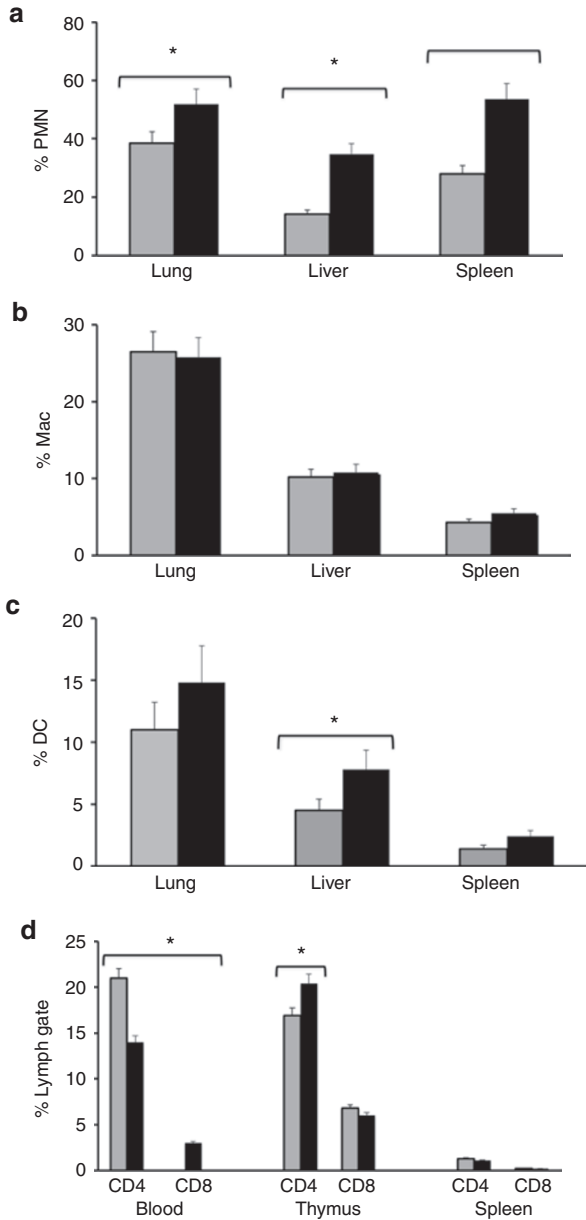 a
80
60
40
20
0
% PMN
*
*
Lung Liver Spleen
b
30
20
10
0
% Mac
Lung Liver Spleen
c
20
15
10
5
0
% DC
*
Lung Liver Spleen
d
25
20
15
10
5
0
% Lymph gate
*
*
CD4 CD8 CD4 CD8 CD4 CD8
Blood Thymus Spleen